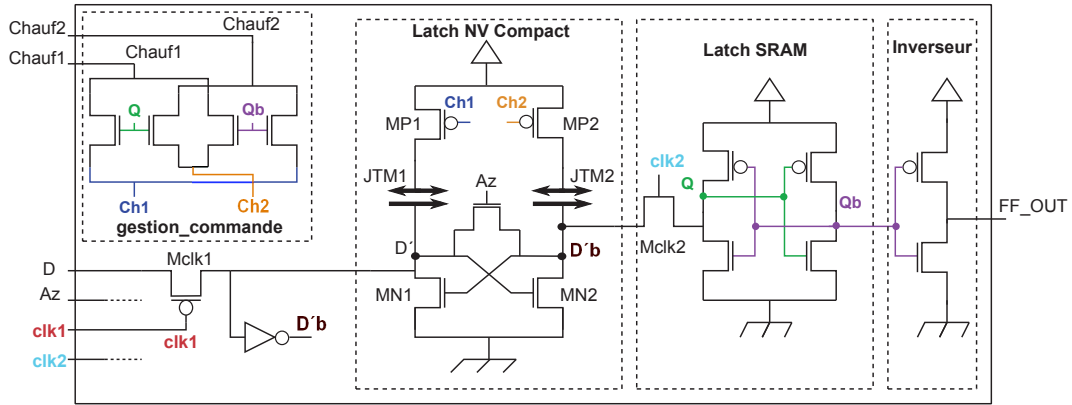 Chauf2
Chauf1
Chauf2
Chauf1
Q
Qb
Ch1
Ch2
gestion_commande
D
Mclk1
Az
clk1
clk1
clk2
D´b
Latch NV Compact
Ch1
Ch2
MP1
MP2
JTM1
JTM2
Az
D´
D´b
MN1
MN2
Latch SRAM
clk2
Q
Qb
Mclk2
Inverseur
FF_OUT